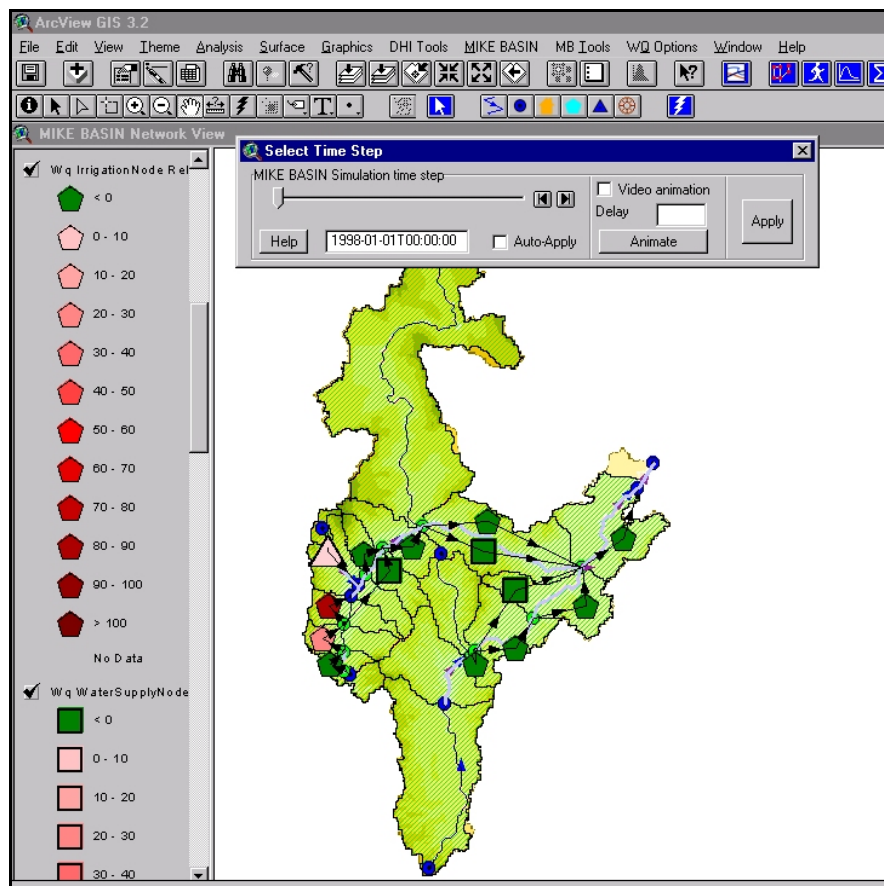 ArcView GIS 3.2
File Edit View Theme Analysis Surface Graphics DHI Tools MIKE BASIN MB Tools WQ Options Window Help
T
MIKE BASIN Network View
Select Time Step
MIKE BASIN Simulation time step
Video animation
Delay
Apply
Help
1998-01-01T00:00:00
Auto-Apply
Animate
Wq IrrigationNode Rel
< 0
0 - 10
10 - 20
20 - 30
30 - 40
40 - 50
50 - 60
60 - 70
70 - 80
80 - 90
90 - 100
> 100
No Data
Wq WaterSupplyNode
< 0
0 - 10
10 - 20
20 - 30
30 - 40